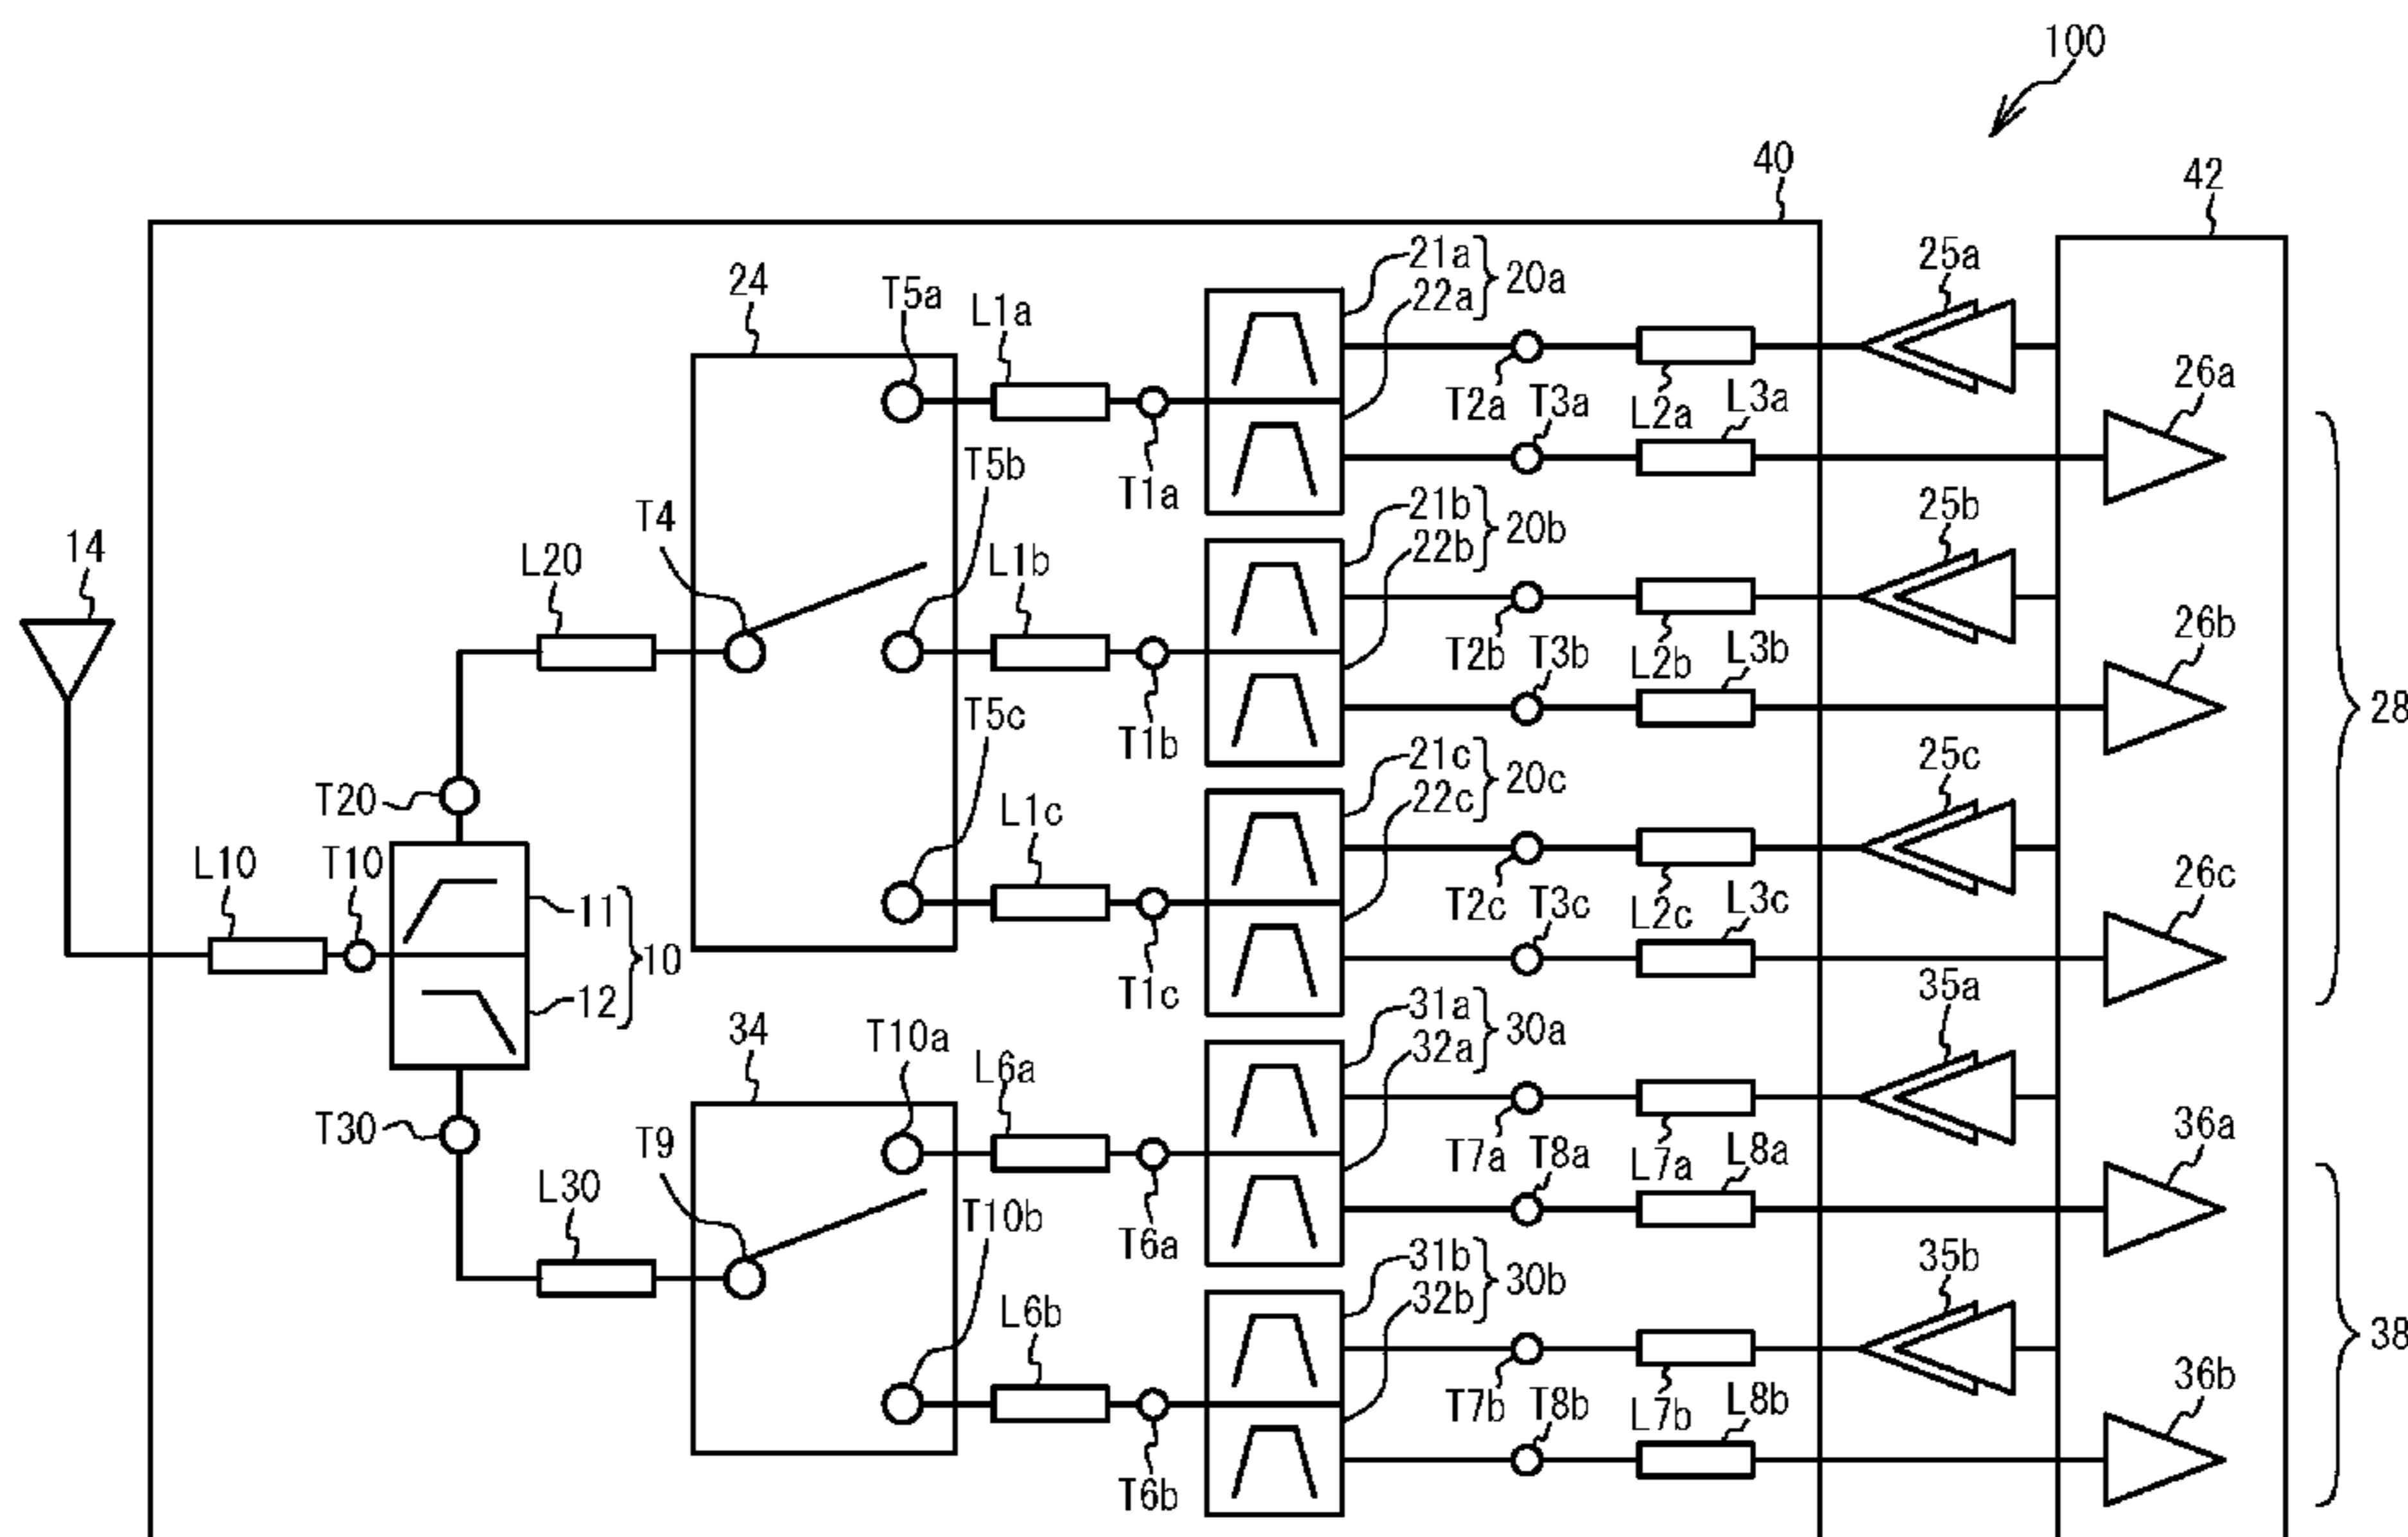 100
40
42
24
T5a
L1a
21a
22a
20a
25a
T2a
T3a
L2a
L3a
26a
T1a
T5b
21b
22b
20b
25b
14
L20
T4
L1b
T2b
T3b
L2b
L3b
26b
28
T1b
T5c
21c
22c
20c
25c
T20
L1c
L10
T10
11
12
10
T2c
T3c
L2c
L3c
26c
T1c
34
T10a
L6a
31a
32a
30a
35a
T30
T9
T7a
T8a
L7a
L8a
36a
L30
T10b
T6a
31b
32b
30b
35b
38
L6b
T7b
T8b
L7b
L8b
36b
T6b